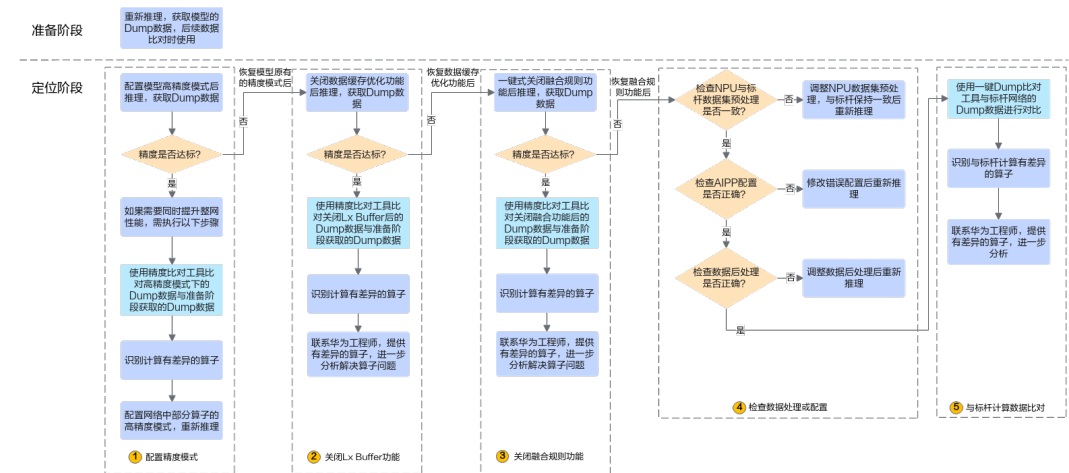 准备阶段
重新推理，获取模型的
Dump数据，后续数据
比对时使用
定位阶段
配置模型高精度模式后
推理，获取Dump数据
精度是否达标？
否
是
如果需要同时提升整网
性能，需执行以下步骤
使用精度比对工具比
对高精度模式下的
Dump数据与准备阶
段获取的Dump数据
识别计算有差异的算子
配置网络中部分算子的
高精度模式，重新推理
1 配置精度模式
恢复模型原有
的精度模式后
关闭数据缓存优化功能
后推理，获取Dump数
据
精度是否达标？
否
是
使用精度比对工具比
对关闭Lx Buffer后的
Dump数据与准备阶
段获取的Dump数据
识别计算有差异的算子
联系华为工程师，提供
有差异的算子，进一步
分析解决算子问题
2 关闭Lx Buffer功能
恢复数据缓存
优化功能后
一键式关闭融合规则功
能后推理，获取Dump
数据
精度是否达标？
否
是
使用精度比对工具比
对关闭融合功能后的
Dump数据与准备阶
段获取的Dump数据
识别计算有差异的算子
联系华为工程师，提供
有差异的算子，进一步
分析解决算子问题
3 关闭融合规则功能
恢复融合规
则功能后
检查NPU与标
杆数据集预处理
是否一致？
否
调整NPU数据集预处
理，与标杆保持一致后
重新推理
是
检查AIPP配置
是否正确？
否
修改错误配置后重新推
理
是
检查数据后处理
是否正确？
否
调整数据后处理后重新
推理
是
4 检查数据处理或配置
使用一键Dump比对
工具与标杆网络的
Dump数据进行对比
识别与标杆计算有差异
的算子
联系华为工程师，提供
有差异的算子，进一步
分析
5 与标杆计算数据比对